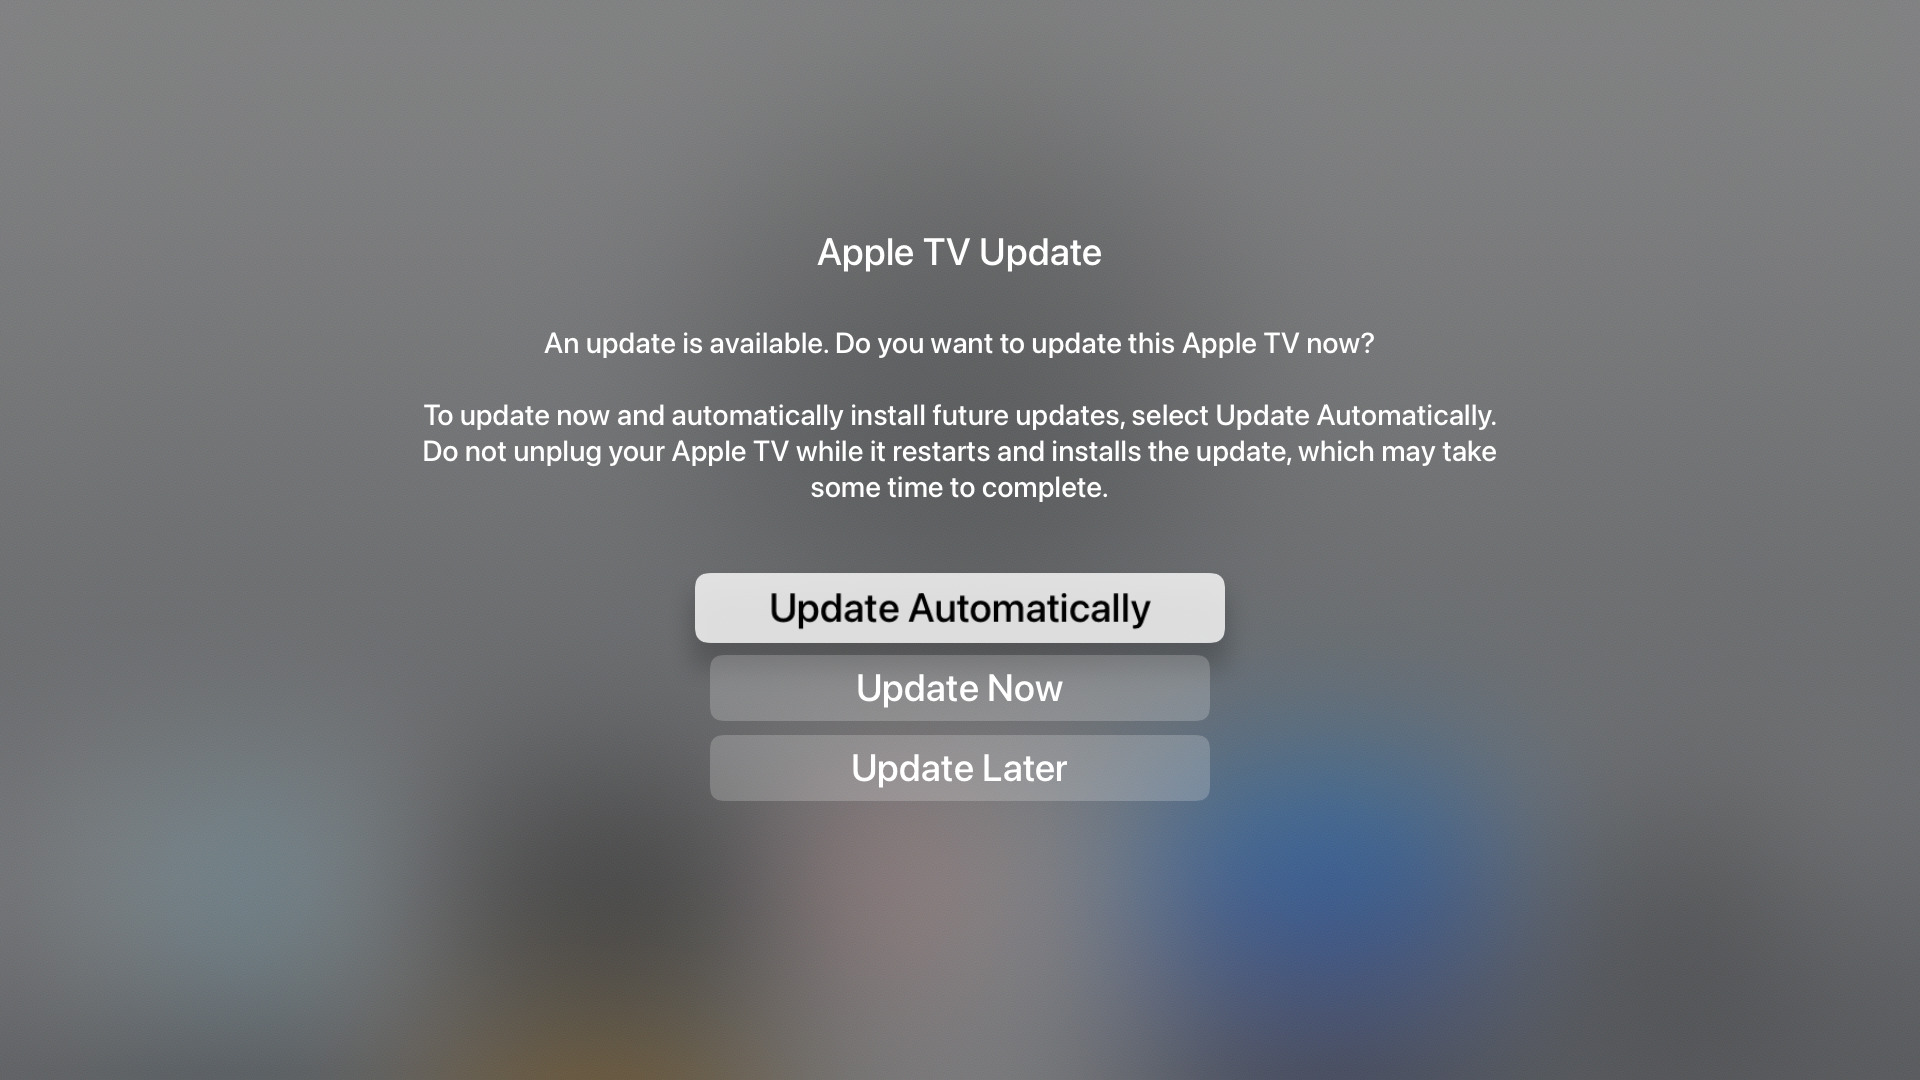 Apple TV Update
An update is available. Do you want to update this Apple TV now?
To update now and automatically install future updates, select Update Automatically.
Do not unplug your Apple TV while it restarts and installs the update, which may take
some time to complete.
Update Automatically
Update Now
Update Later